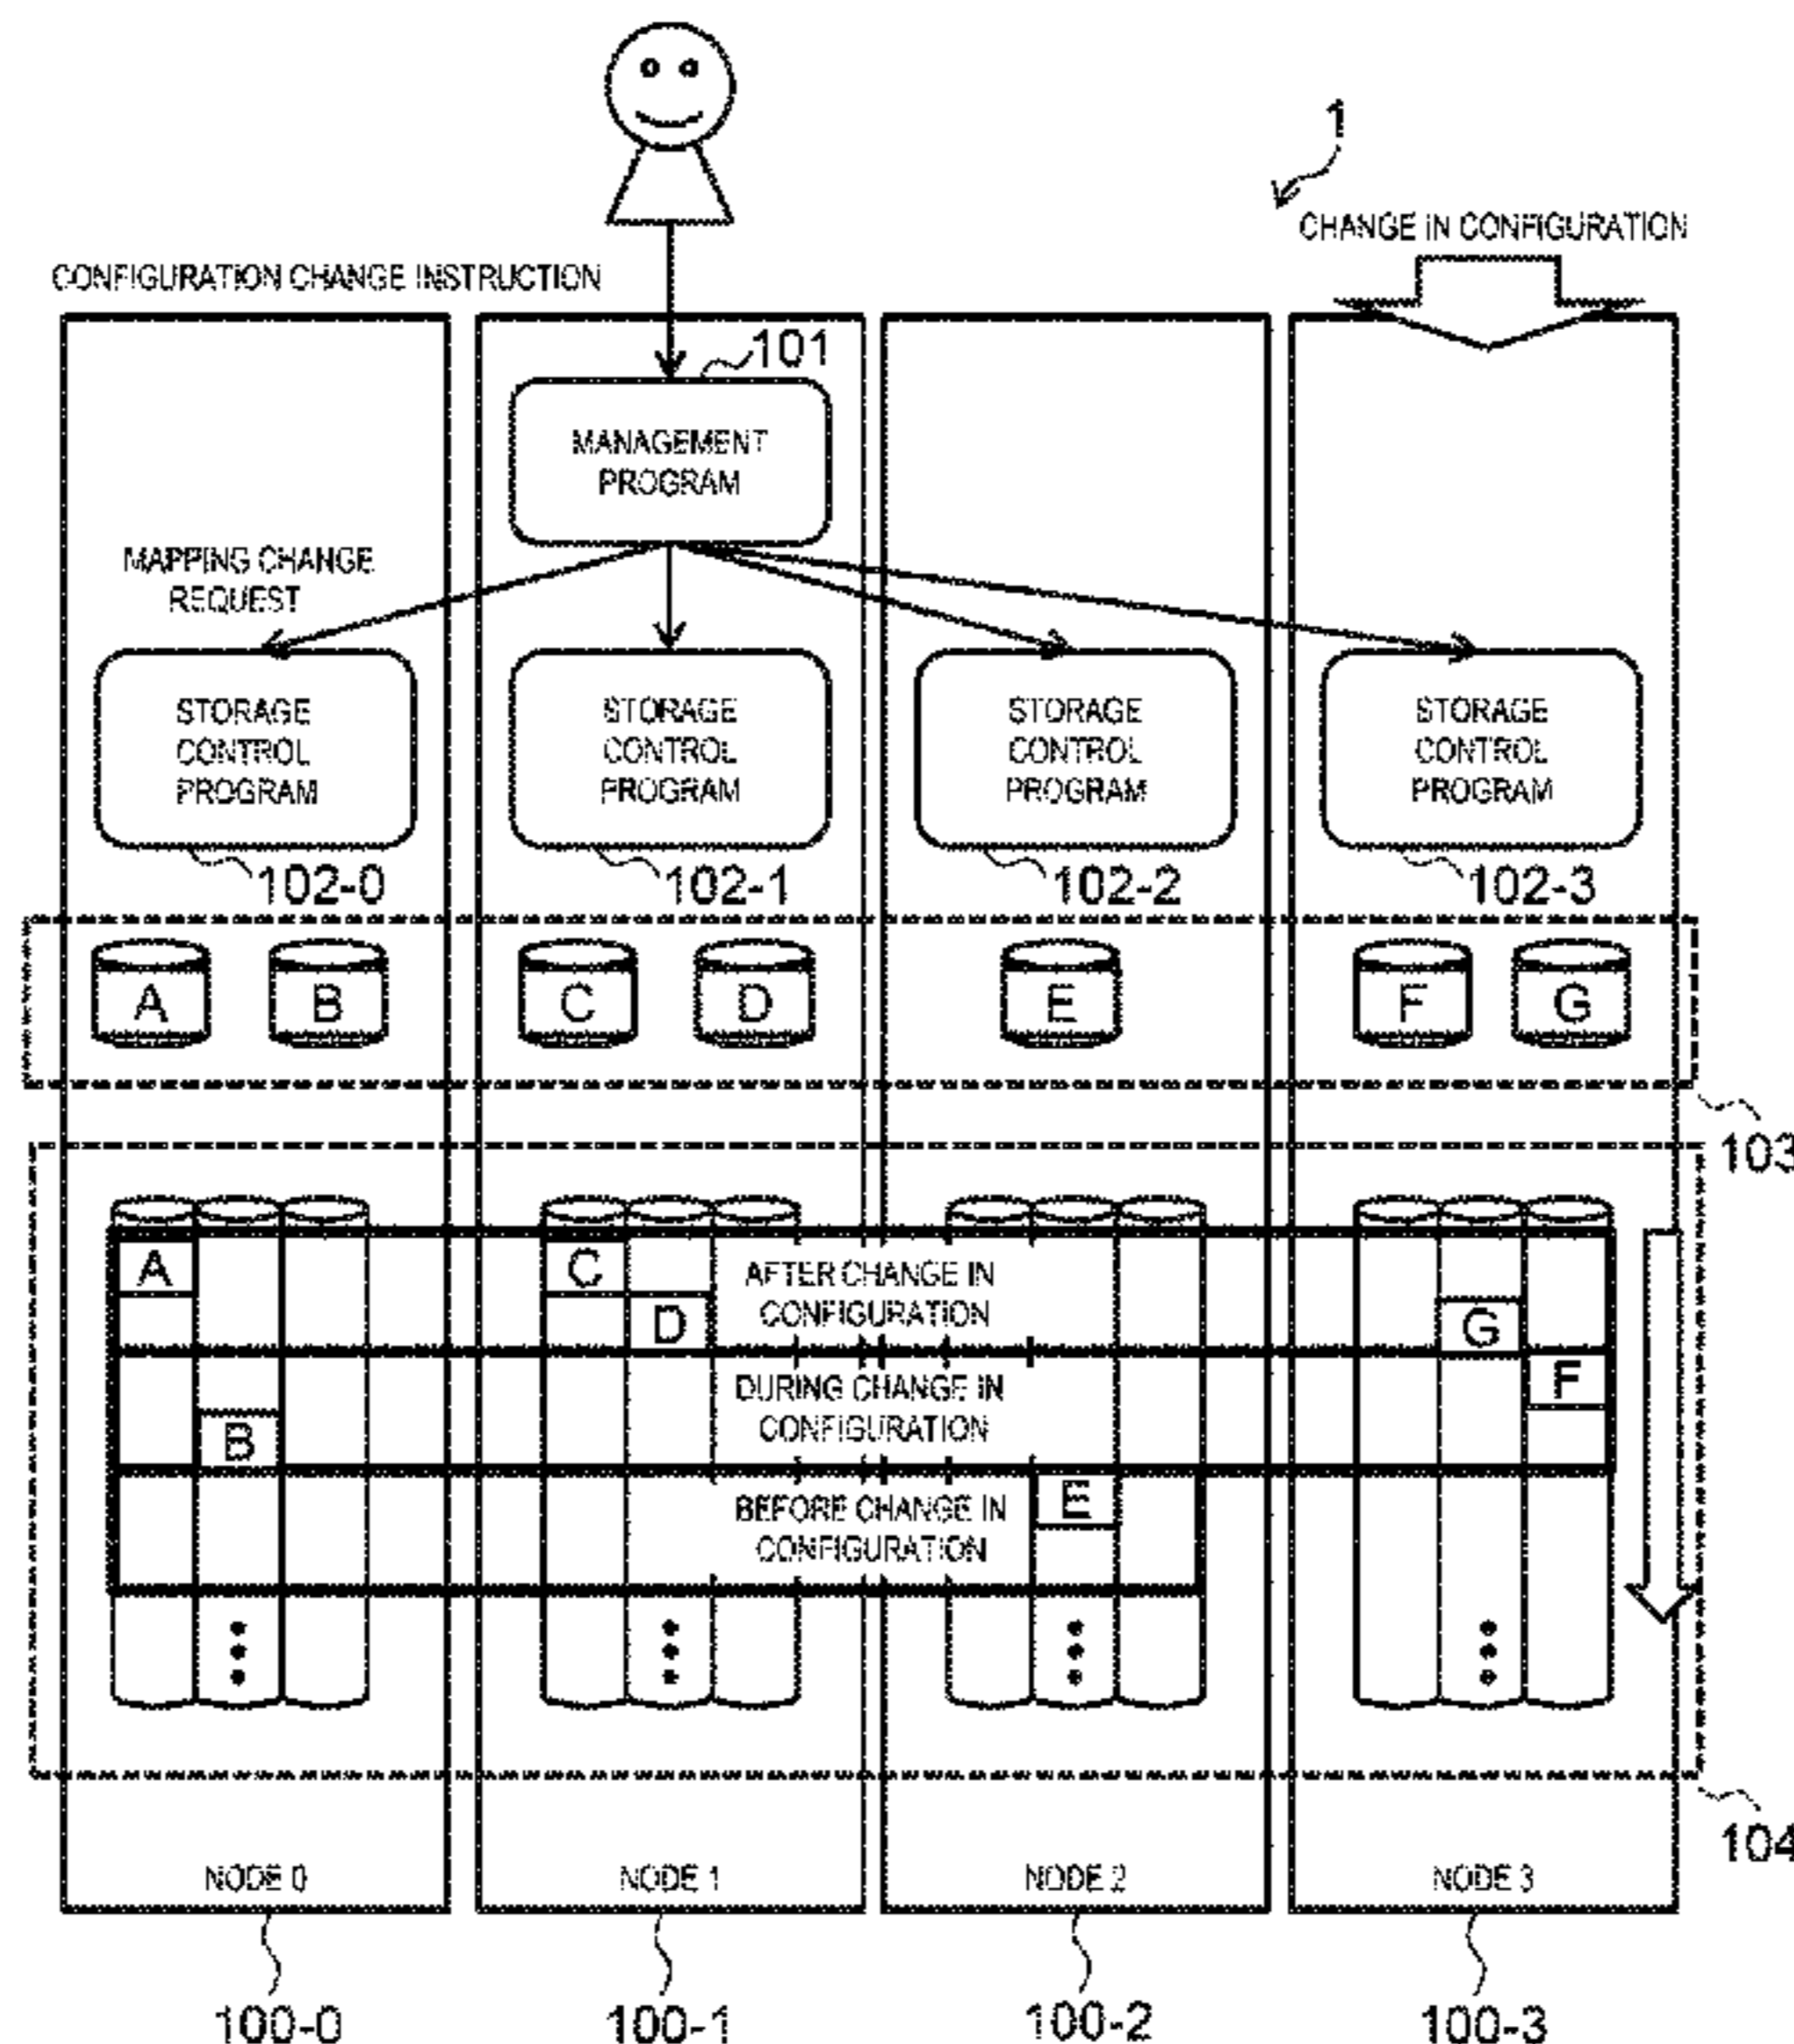 1
CHANGE IN CONFIGURATION
CONFIGURATION CHANGE INSTRUCTION
101
MANAGEMENT
PROGRAM
MAPPING CHANGE
REQUEST
STORAGE
CONTROL
PROGRAM
STORAGE
CONTROL
PROGRAM
STORAGE
CONTROL
PROGRAM
STORAGE
CONTROL
PROGRAM
102-0
102-1
102-2
102-3
A
B
C
D
E
F
G
103
A
C
AFTER CHANGE IN
CONFIGURATION
D
G
DURING CHANGE IN
CONFIGURATION
F
B
BEFORE CHANGE IN
CONFIGURATION
E
104
NODE 0
NODE 1
NODE 2
NODE 3
100-0
100-1
100-2
100-3